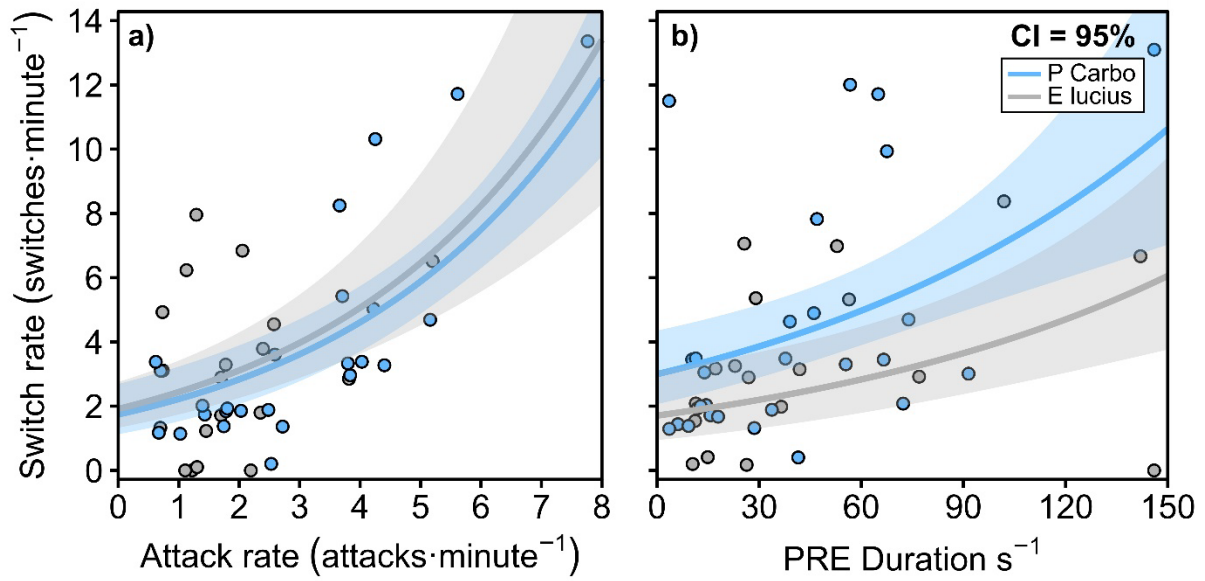 a)
b)
CI = 95%
P Carbo
E lucius
Switch rate (switches·minute⁻¹)
14
12
10
8
6
4
2
0
0 1 2 3 4 5 6 7 8
0 30 60 90 120 150
Attack rate (attacks·minute⁻¹)
PRE Duration s⁻¹